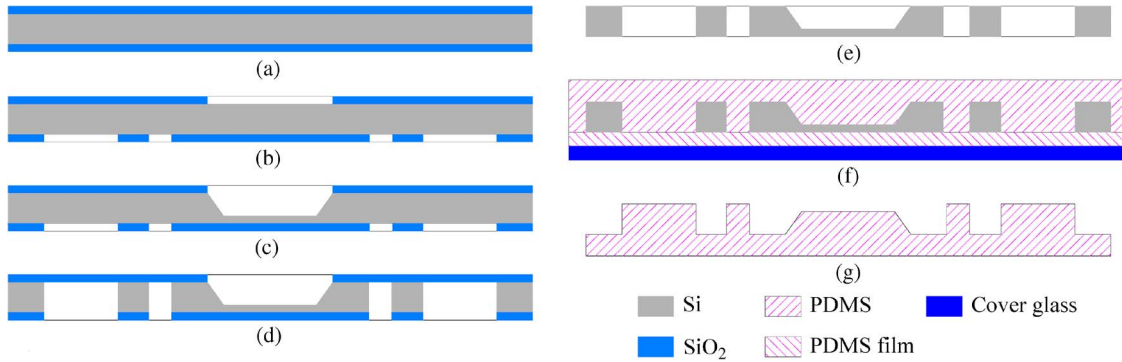 (a)
(b)
(c)
(d)
(e)
(f)
(g)
Si
PDMS
Cover glass
SiO₂
PDMS film